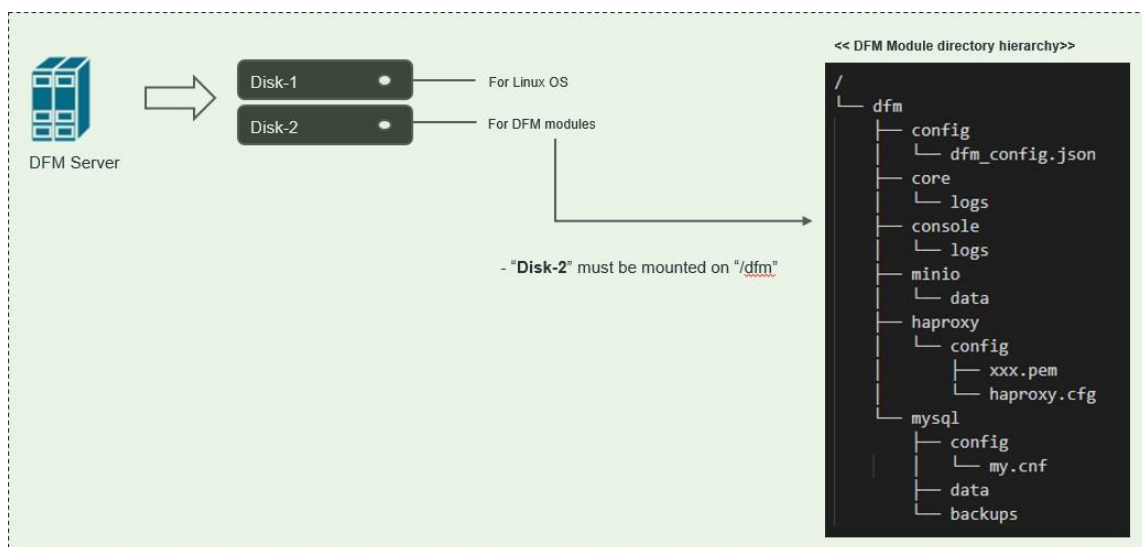 << DFM Module directory hierarchy>>
DFM Server
Disk-1
For Linux OS
Disk-2
For DFM modules
- “Disk-2” must be mounted on “/dfm”
/
└── dfm
├── config
│ └── dfm_config.json
├── core
│ └── logs
├── console
│ └── logs
├── minio
│ └── data
├── haproxy
│ └── config
│ ├── xxx.pem
│ └── haproxy.cfg
└── mysql
├── config
│ └── my.cnf
├── data
└── backups